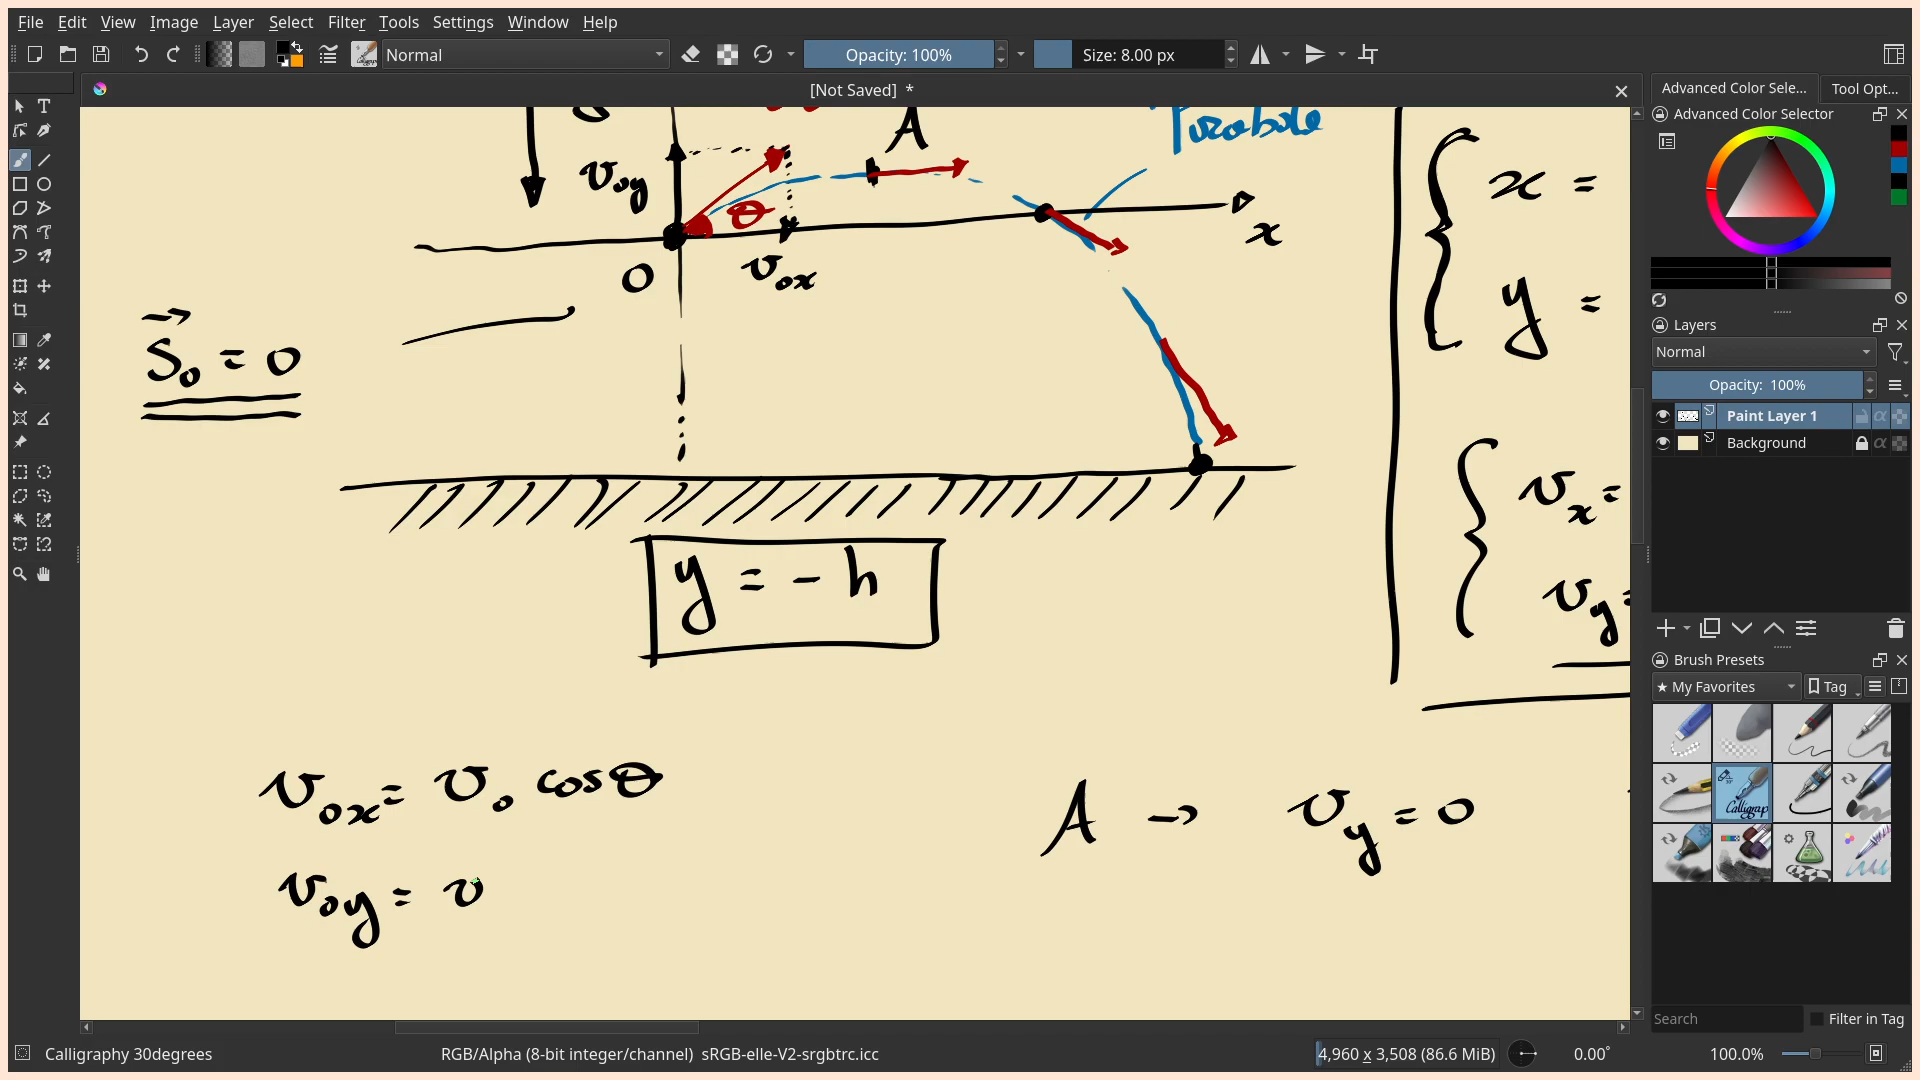 File Edit View Image Layer Select Filter Tools Settings Window Help
Normal Opacity: 100% Size: 8.00 px
[Not Saved] *
Advanced Color Sele... Tool Opt...
Advanced Color Selector
A
Parabole
v₀y
θ
x =
O v₀x x
y =
S₀ = 0
Layers
Normal
Opacity: 100%
Paint Layer 1
Background
vx =
y = - h
vy =
Brush Presets
★ My Favorites Tag
v₀x = v₀ cosθ
A → vy = 0
v₀y = v
Calligraphy
Search Filter in Tag
Calligraphy 30degrees RGB/Alpha (8-bit integer/channel) sRGB-elle-V2-srgbtrc.icc 4,960 x 3,508 (86.6 MiB) 0.00° 100.0%